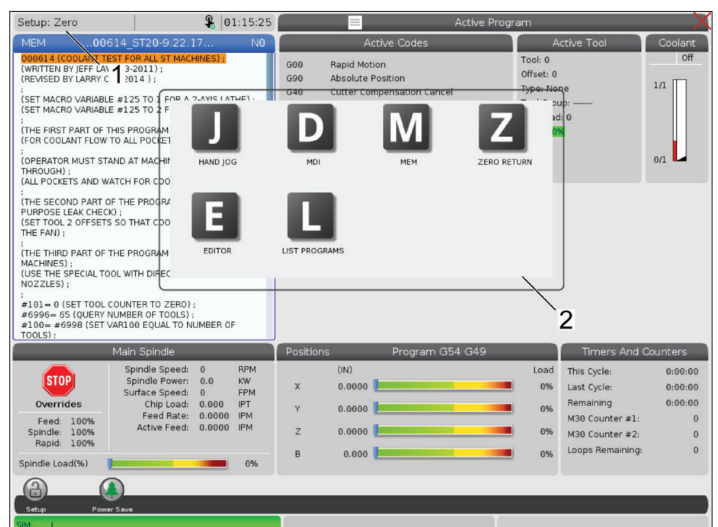 Setup: Zero
01:15:25
Active Program
MEM ...00614_ST20-9.22.17... N0
O00614 (COOLANT TEST FOR ALL ST MACHINES) ;
(WRITTEN BY JEFF 3-2011) ;
(REVISED BY LARRY C 2014 ) ;
;
(SET MACRO VARIABLE #125 TO 1 FOR A 2-AXIS LATHE) ;
(SET MACRO VARIABLE #125 TO 2 F
;
(THE FIRST PART OF THIS PROGRAM
(FOR COOLANT FLOW TO ALL POCKET
;
(OPERATOR MUST STAND AT MACHIN
THROUGH) ;
(ALL POCKETS AND WATCH FOR COO
;
(THE SECOND PART OF THE PROGRA
PURPOSE LEAK CHECK) ;
(SET TOOL 2 OFFSETS SO THAT COO
THE FAN) ;
;
(THE THIRD PART OF THE PROGRAM
MACHINES) ;
(USE THE SPECIAL TOOL WITH DIREC
NOZZLES) ;
;
#101= 0 (SET TOOL COUNTER TO ZERO) ;
#6996= 65 (QUERY NUMBER OF TOOLS) ;
#100= #6998 (SET VAR100 EQUAL TO NUMBER OF
TOOLS) ;
1
Active Codes
G00 Rapid Motion
G90 Absolute Position
G40 Cutter Compensation Cancel
Active Tool
Tool: 0
Offset: 0
Type: None
oup: ------
ad: 0
0%
Coolant
Off
1/1
0/1
J
HAND JOG
D
MDI
M
MEM
Z
ZERO RETURN
E
EDITOR
L
LIST PROGRAMS
2
Main Spindle
STOP
Overrides
Feed: 100%
Spindle: 100%
Rapid: 100%
Spindle Speed: 0 RPM
Spindle Power: 0.0 KW
Surface Speed: 0 FPM
Chip Load: 0.000 IPT
Feed Rate: 0.0000 IPM
Active Feed: 0.0000 IPM
Spindle Load(%) 0%
Positions Program G54 G49
(IN) Load
X 0.0000 0%
Y 0.0000 0%
Z 0.0000 0%
B 0.000 0%
Timers And Counters
This Cycle: 0:00:00
Last Cycle: 0:00:00
Remaining 0:00:00
M30 Counter #1: 0
M30 Counter #2: 0
Loops Remaining: 0
Setup
Power Save
SIM: